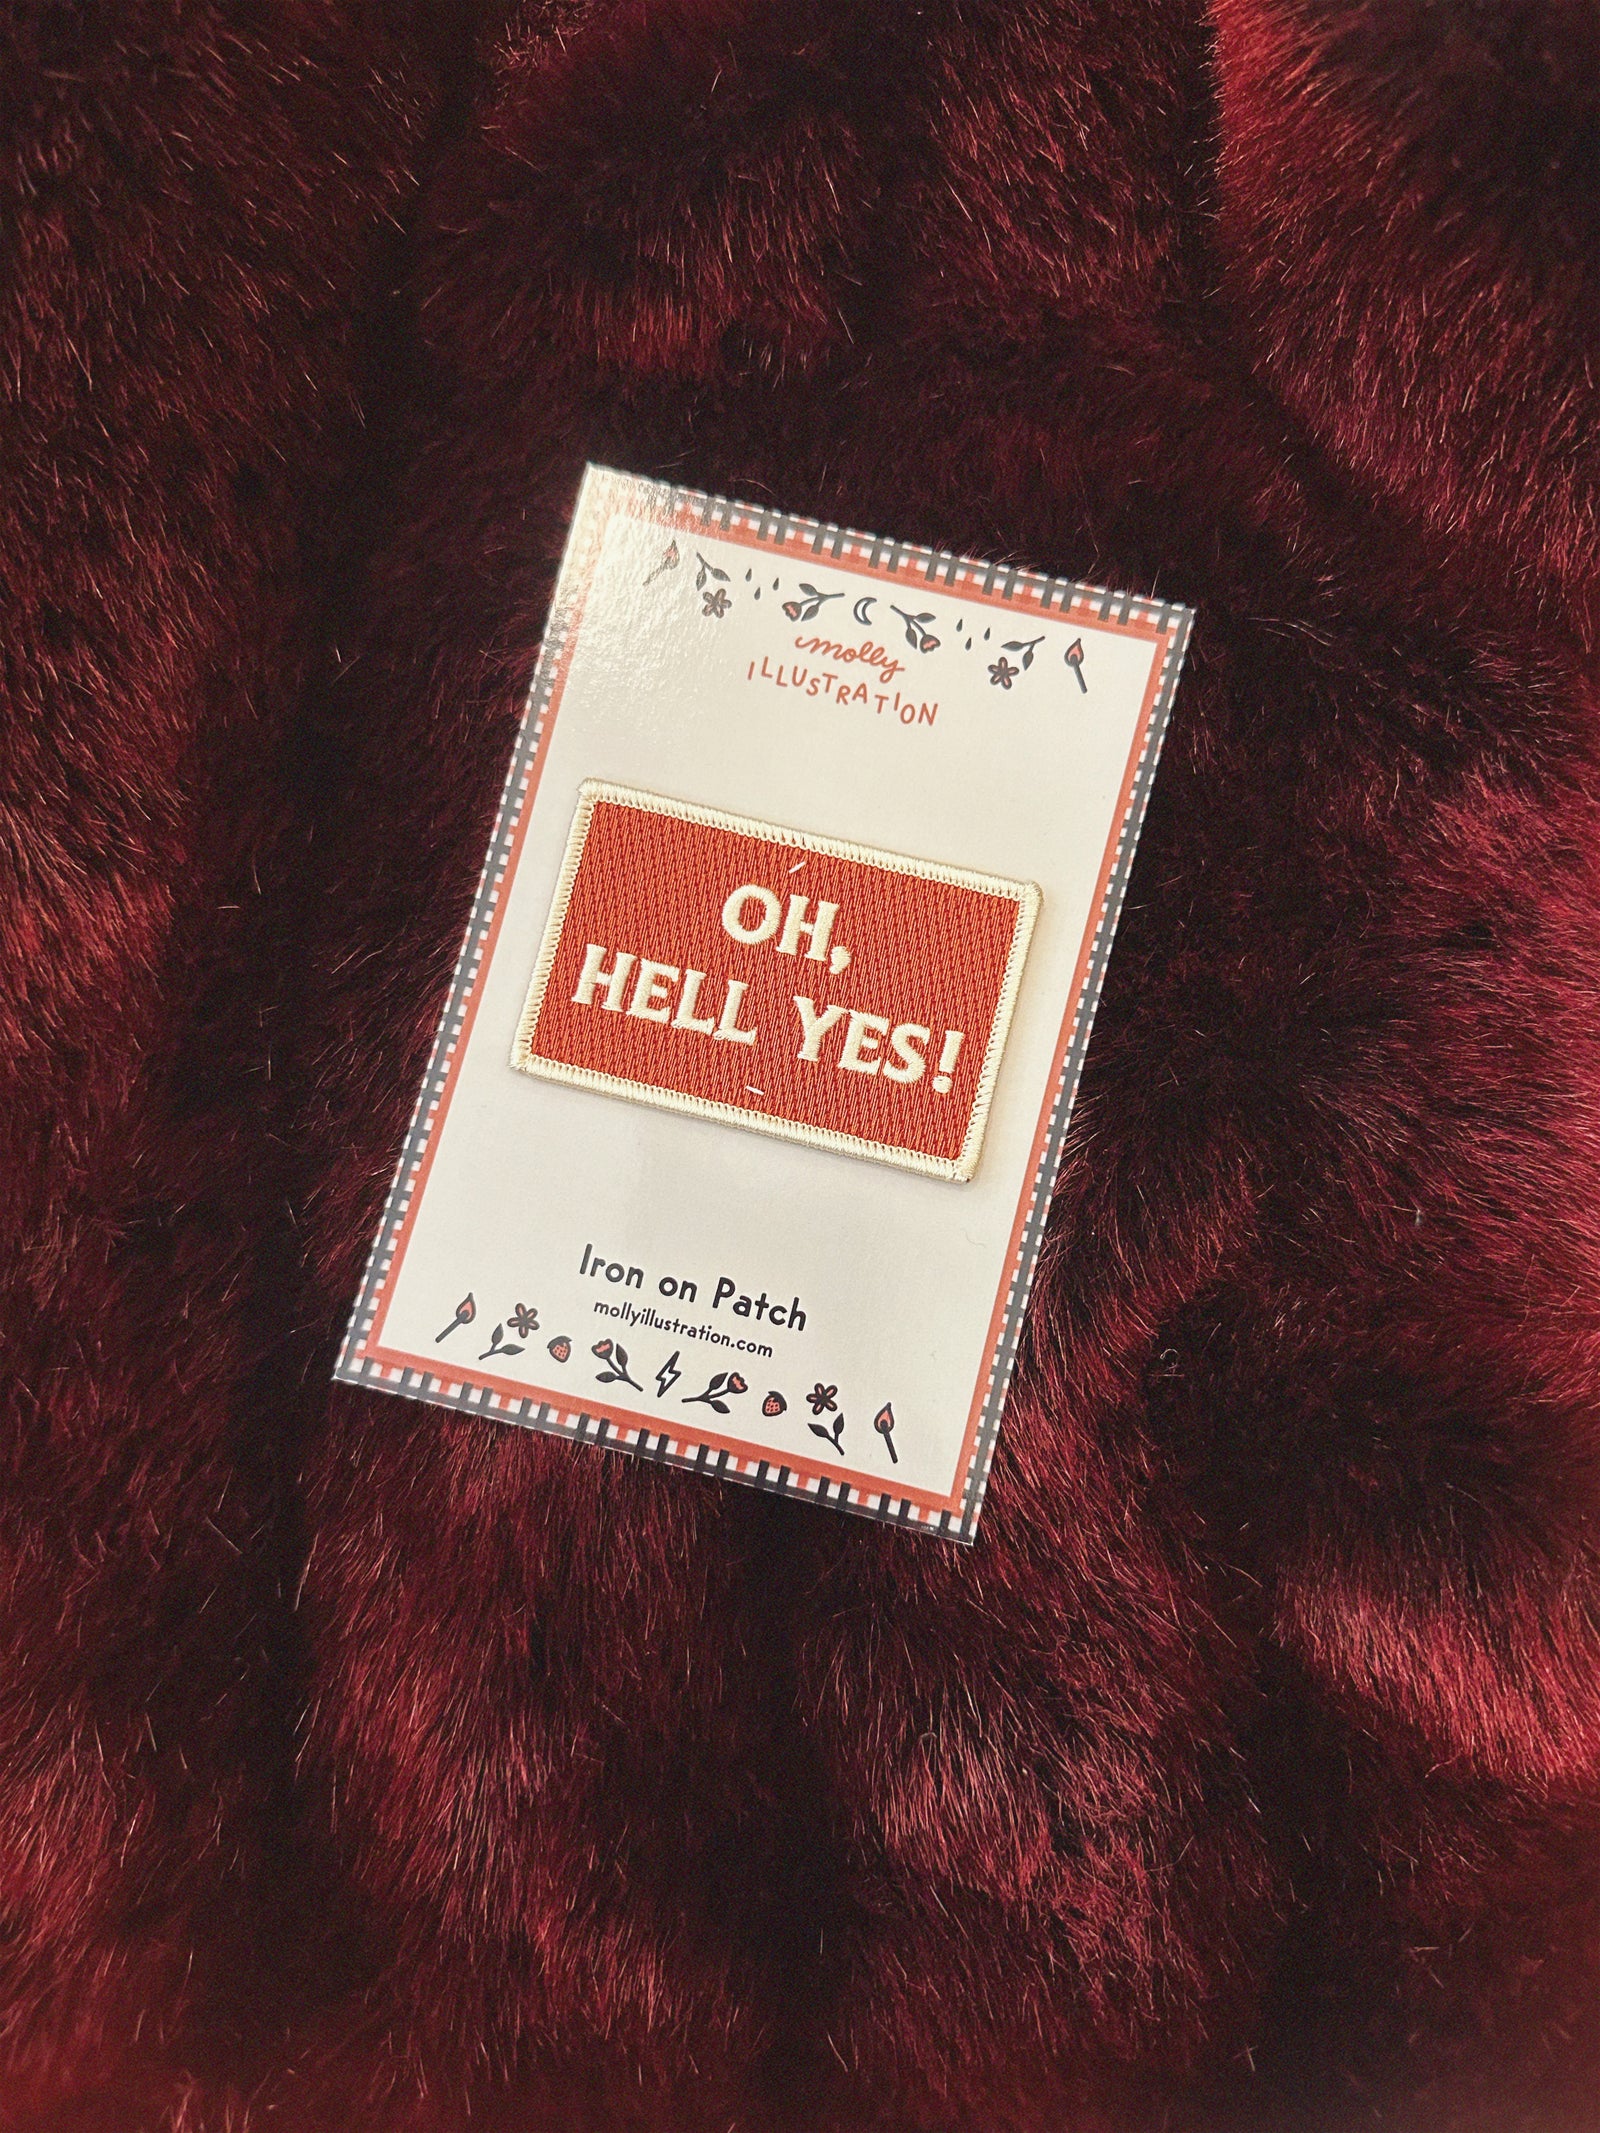 molly
ILLUSTRATION
OH,
HELL YES!
Iron on Patch
mollyillustration.com